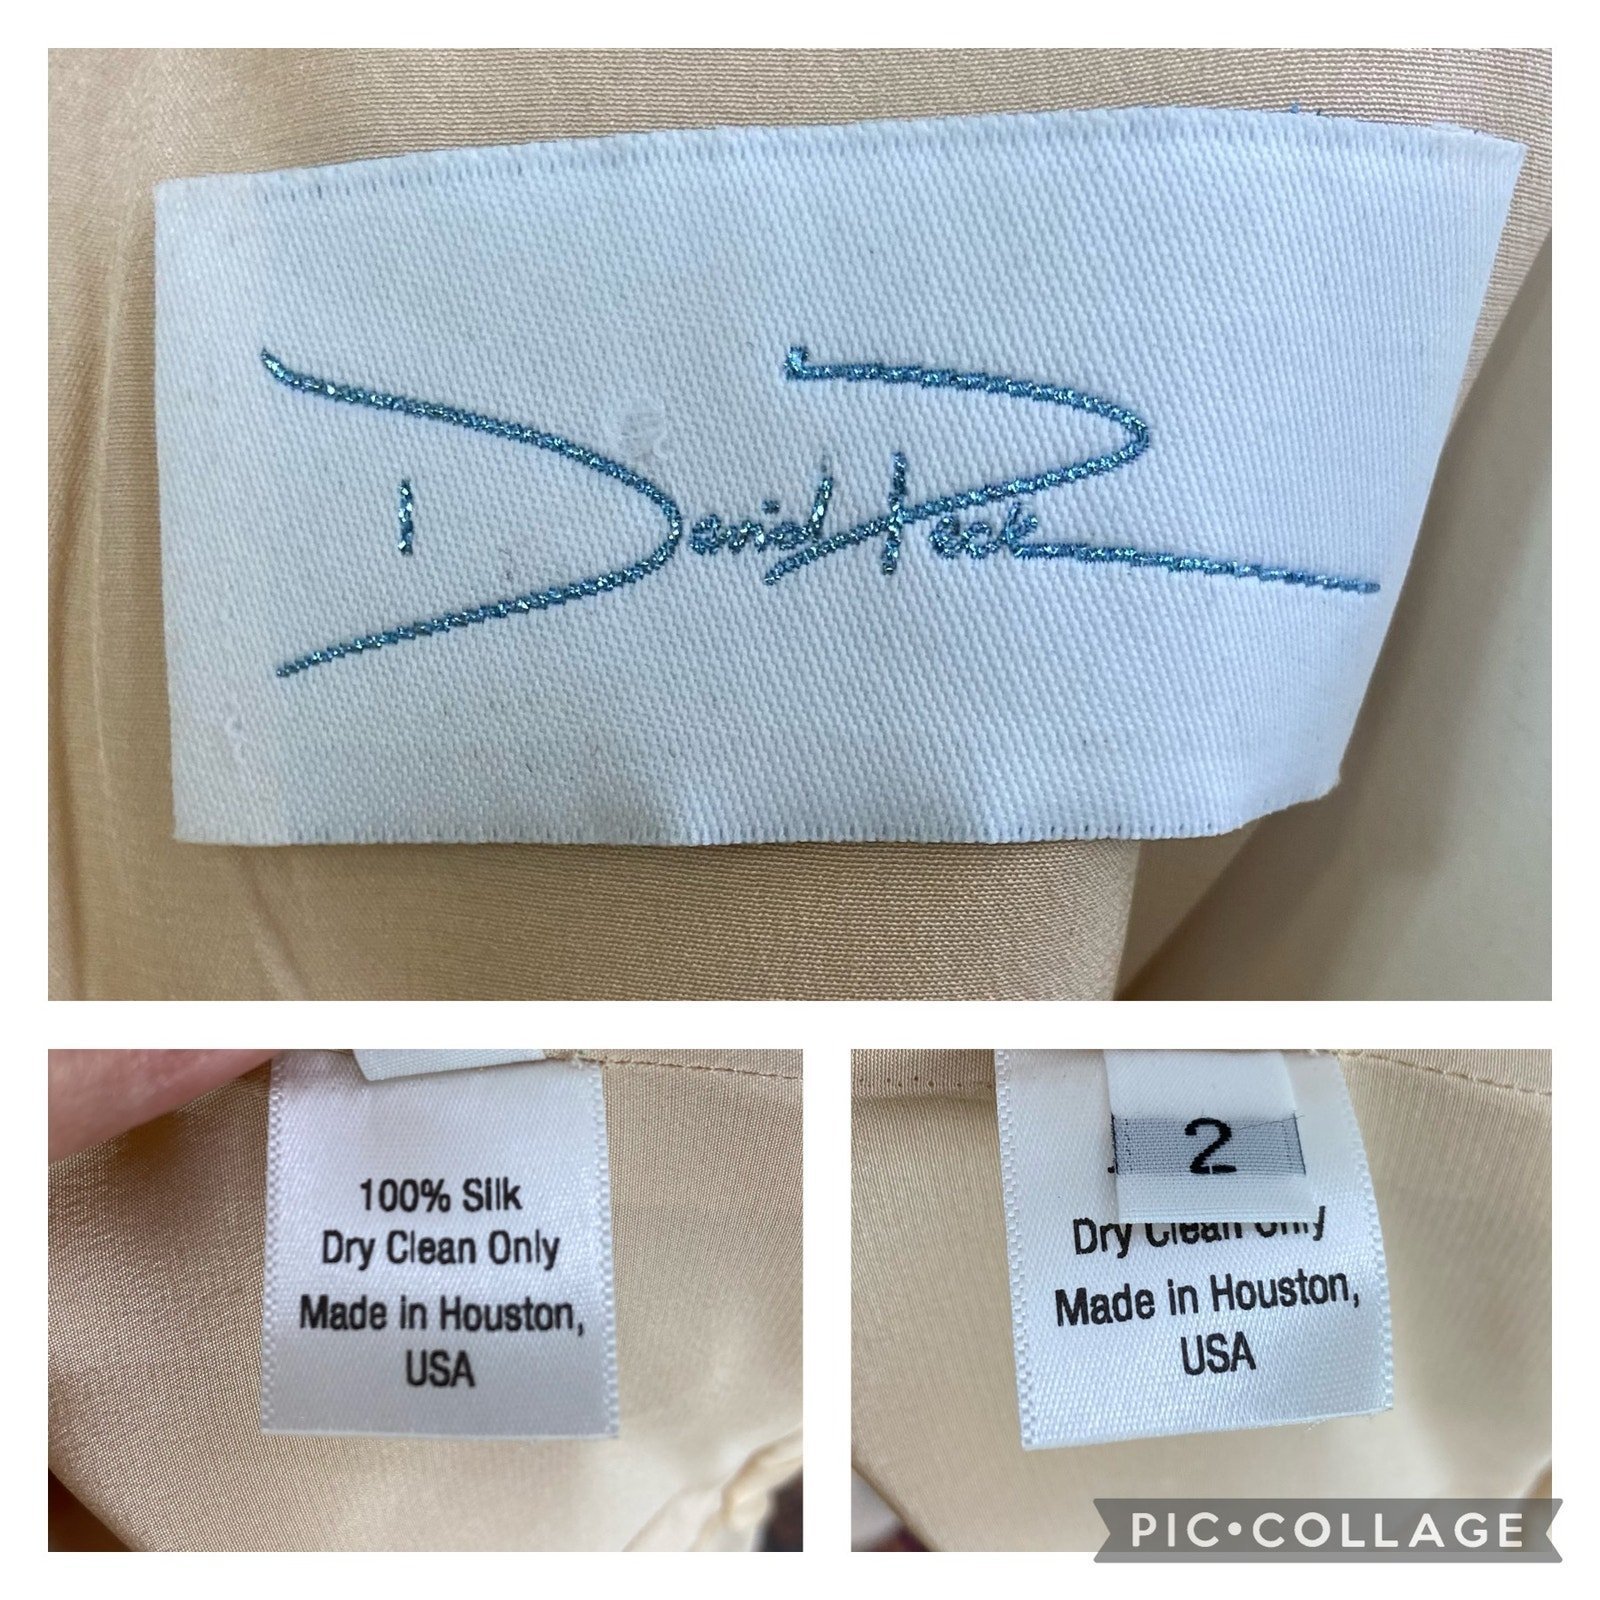 David Peck
100% Silk
Dry Clean Only
Made in Houston,
USA
2
Dry Clean Only
Made in Houston,
USA
PIC•COLLAGE